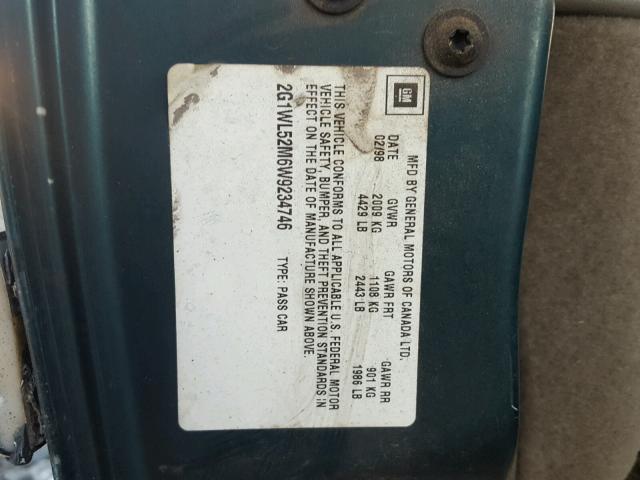 GM
MFD BY GENERAL MOTORS OF CANADA LTD.
DATE GVWR GAWR FRT GAWR RR
02/98 2009 KG 1108 KG 901 KG
4429 LB 2443 LB 1986 LB
THIS VEHICLE CONFORMS TO ALL APPLICABLE U.S. FEDERAL MOTOR
VEHICLE SAFETY, BUMPER, AND THEFT PREVENTION STANDARDS IN
EFFECT ON THE DATE OF MANUFACTURE SHOWN ABOVE.
2G1WL52M6W9234746 TYPE: PASS CAR